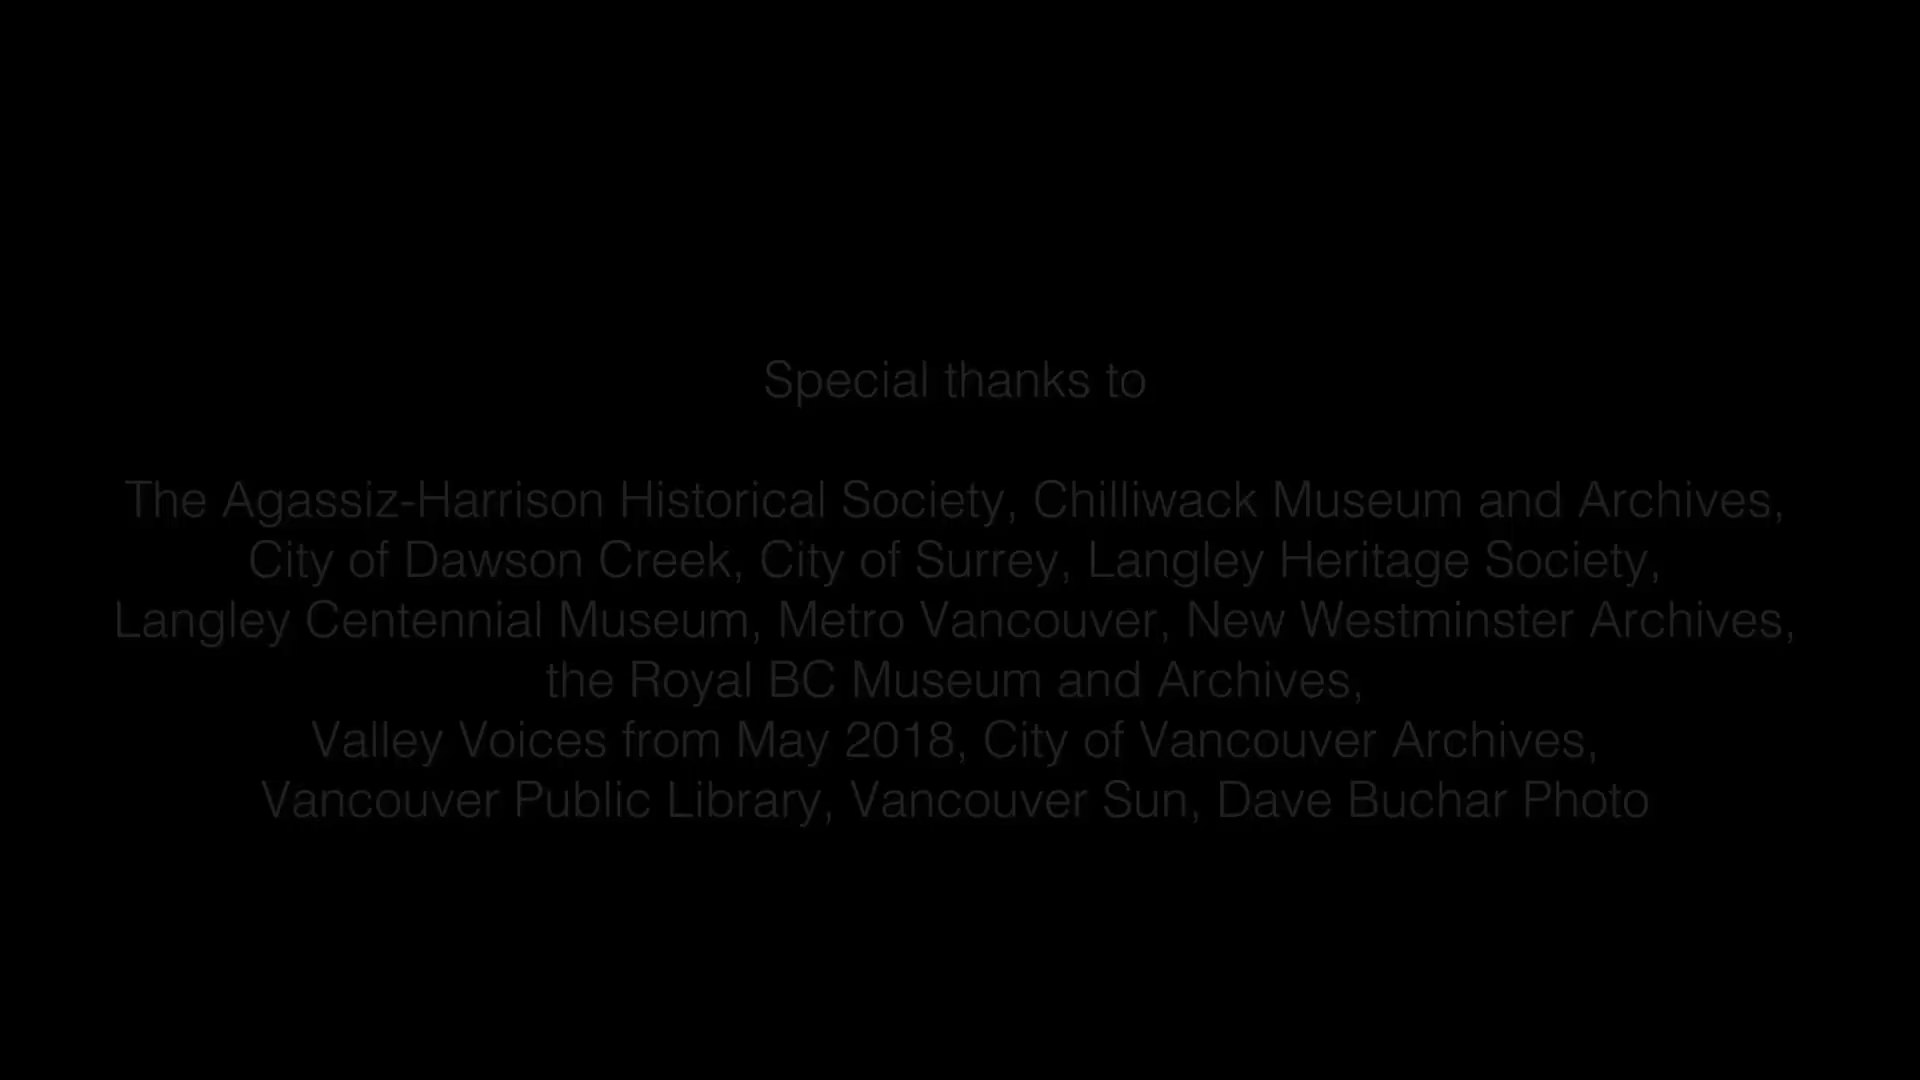 Special thanks to
The Agassiz-Harrison Historical Society, Chilliwack Museum and Archives,
City of Dawson Creek, City of Surrey, Langley Heritage Society,
Langley Centennial Museum, Metro Vancouver, New Westminster Archives,
the Royal BC Museum and Archives,
Valley Voices from May 2018, City of Vancouver Archives,
Vancouver Public Library, Vancouver Sun, Dave Buchar Photo